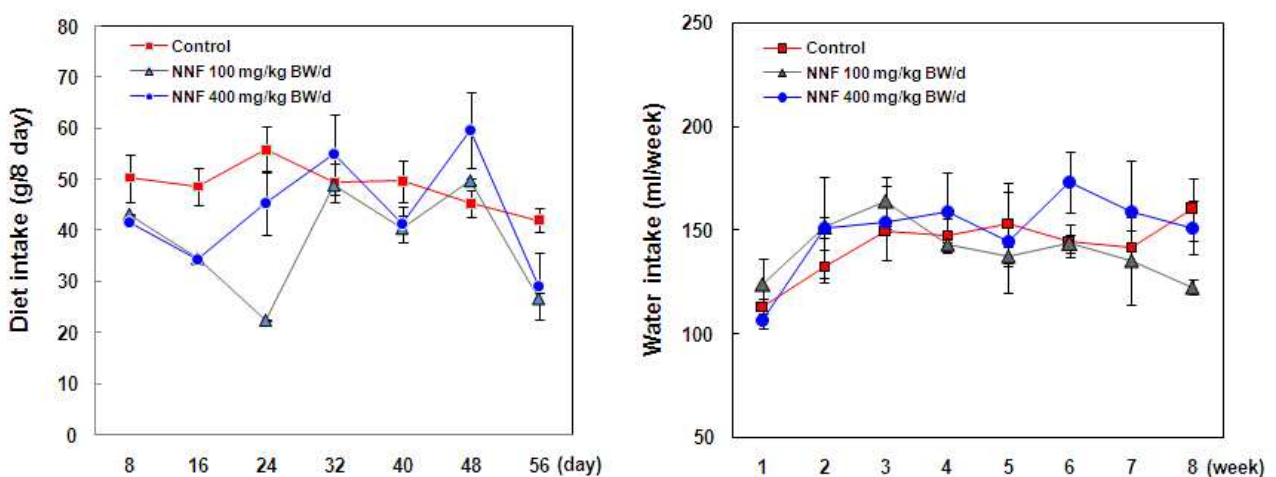 80
70
60
50
40
30
20
10
0
Diet intake (g/8 day)
Control
NNF 100 mg/kg BW/d
NNF 400 mg/kg BW/d
8 16 24 32 40 48 56 (day)
250
200
150
100
50
Water intake (ml/week)
Control
NNF 100 mg/kg BW/d
NNF 400 mg/kg BW/d
1 2 3 4 5 6 7 8 (week)